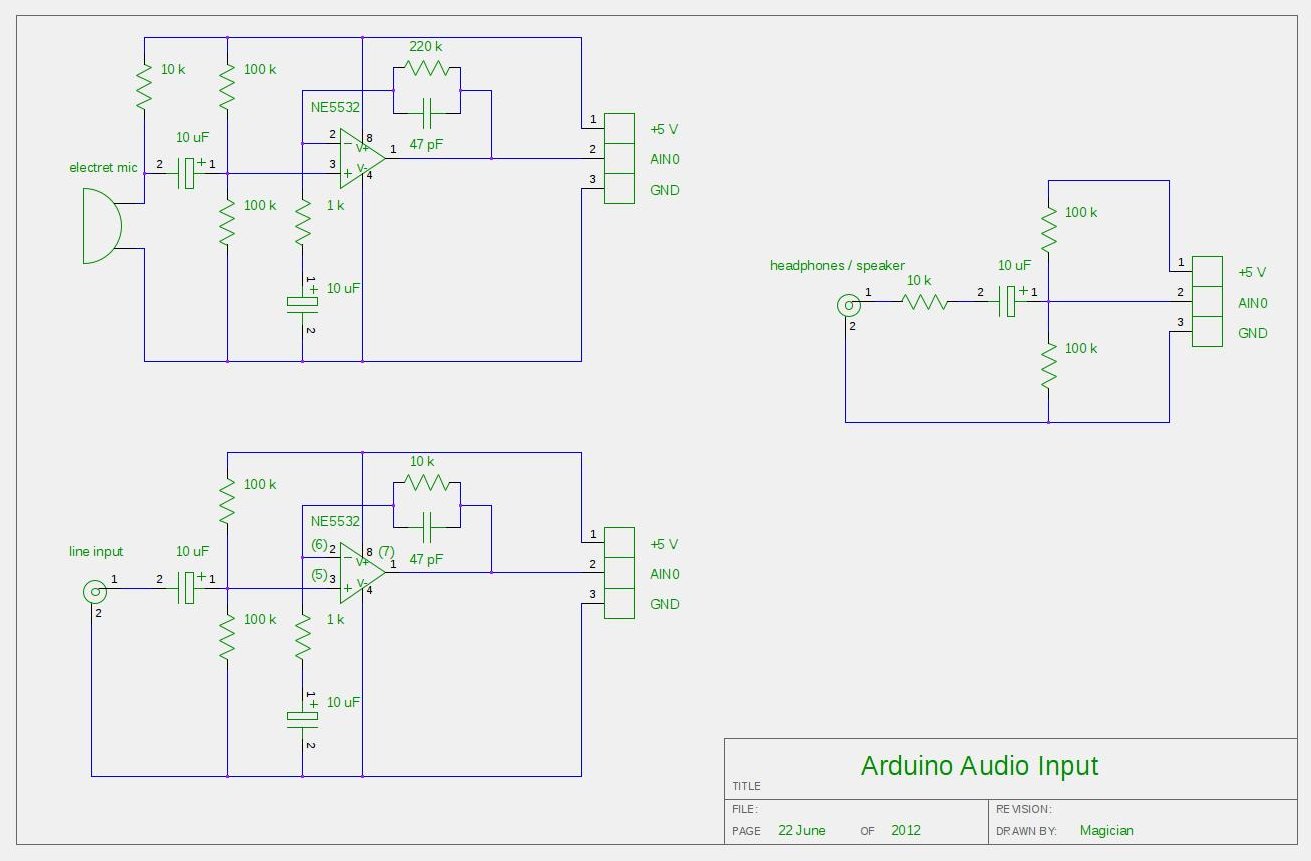 220 k
10 k
100 k
NE5532
10 uF
2
8
V+
47 pF
1
+5 V
electret mic
2
+
1
3
V-
4
1
2
AIN0
3
GND
100 k
1 k
1
+
10 uF
2
headphones / speaker
10 k
10 uF
100 k
1
2
+
1
2
100 k
1
+5 V
2
AIN0
3
GND
10 k
100 k
NE5532
line input
10 uF
(6)
2
8
(7)
V+
1
47 pF
1
+5 V
1
2
+
1
(5)
3
V-
4
2
AIN0
2
3
GND
100 k
1 k
1
+
10 uF
2
Arduino Audio Input
TITLE
FILE:
REVISION:
PAGE 22 June OF 2012
DRAWN BY: Magician